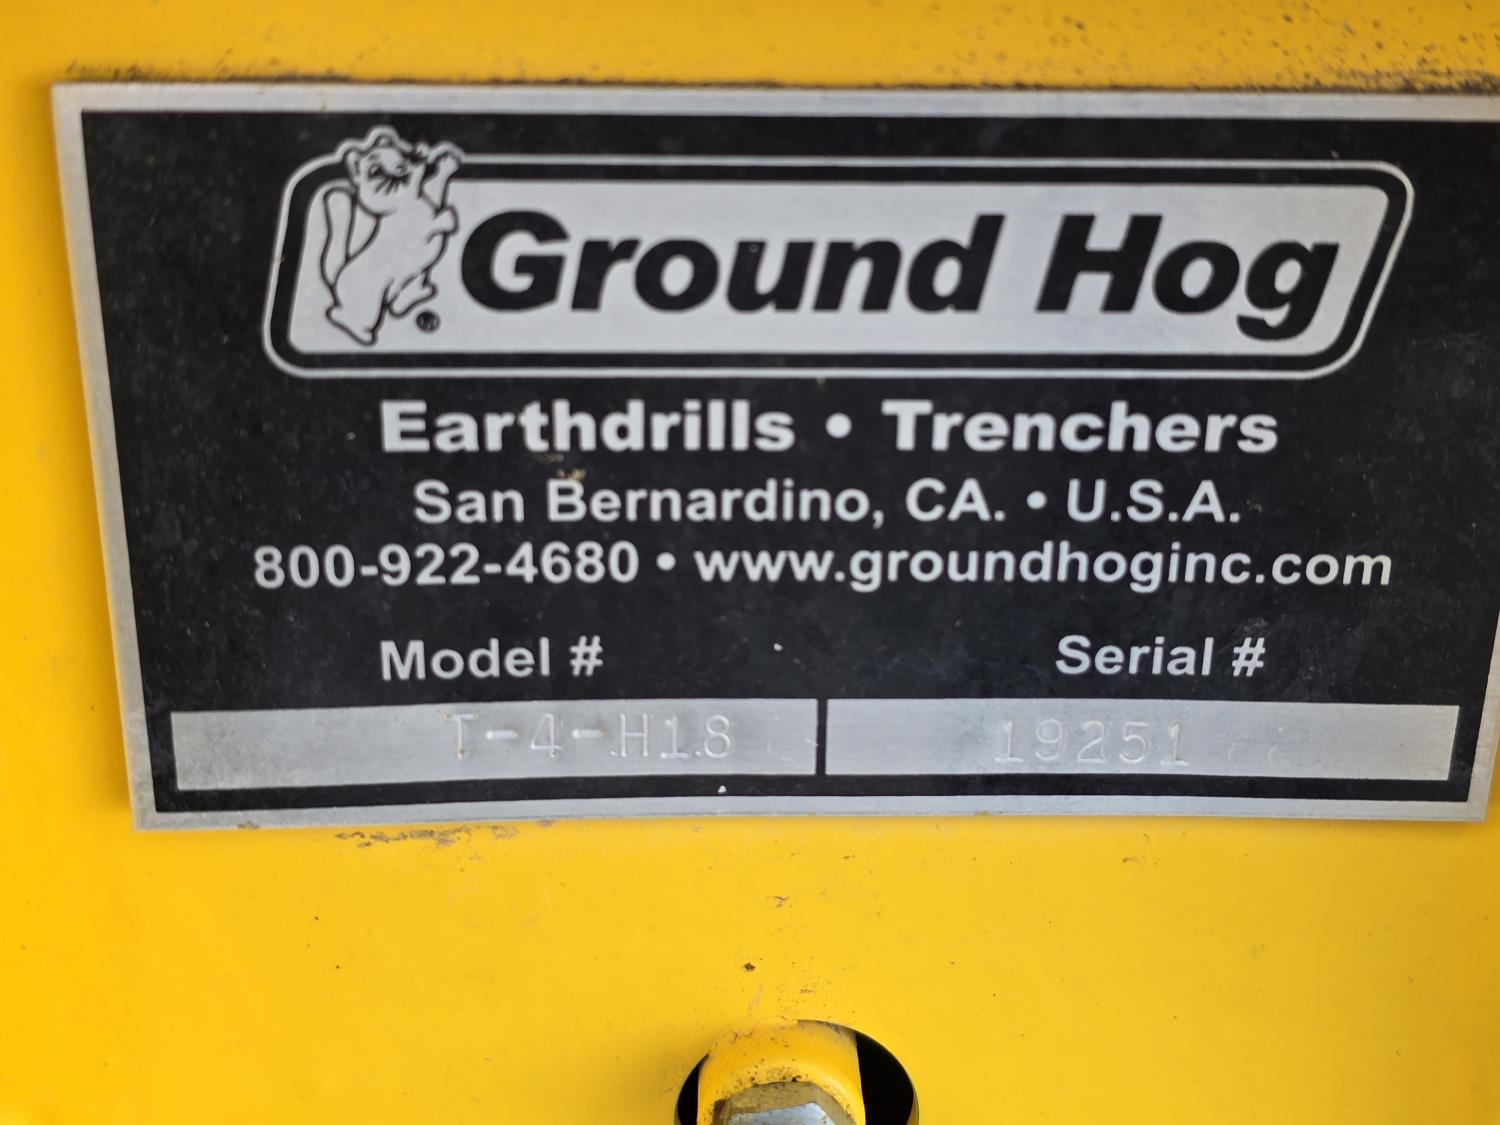 Ground Hog
Earthdrills • Trenchers
San Bernardino, CA. • U.S.A.
800-922-4680 • www.groundhoginc.com
Model # Serial #
T-4-H18 19251